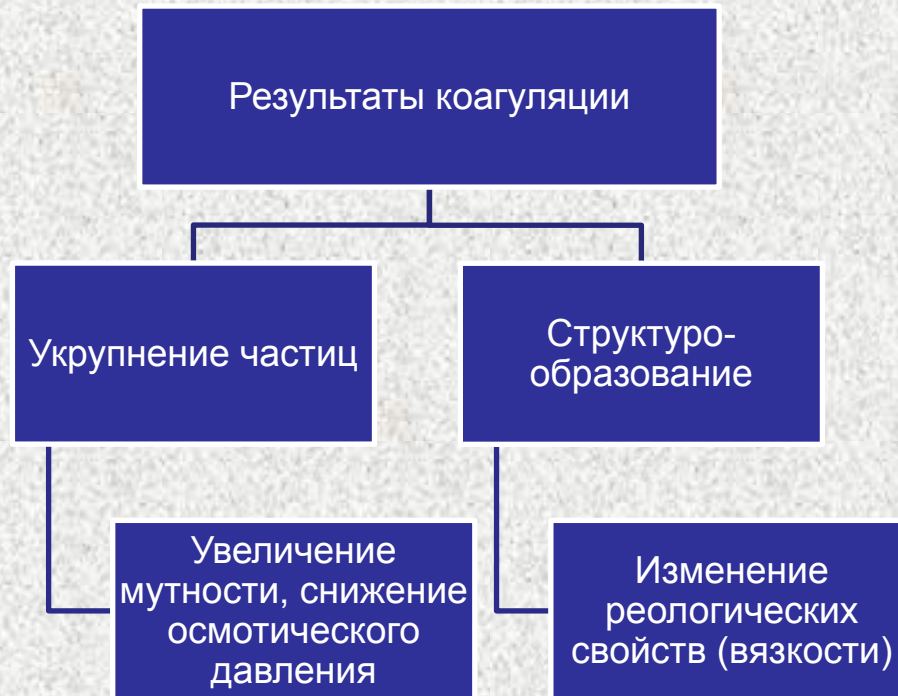 Результаты коагуляции
Укрупнение частиц
Структуро-
образование
Увеличение
мутности, снижение
осмотического
давления
Изменение
реологических
свойств (вязкости)